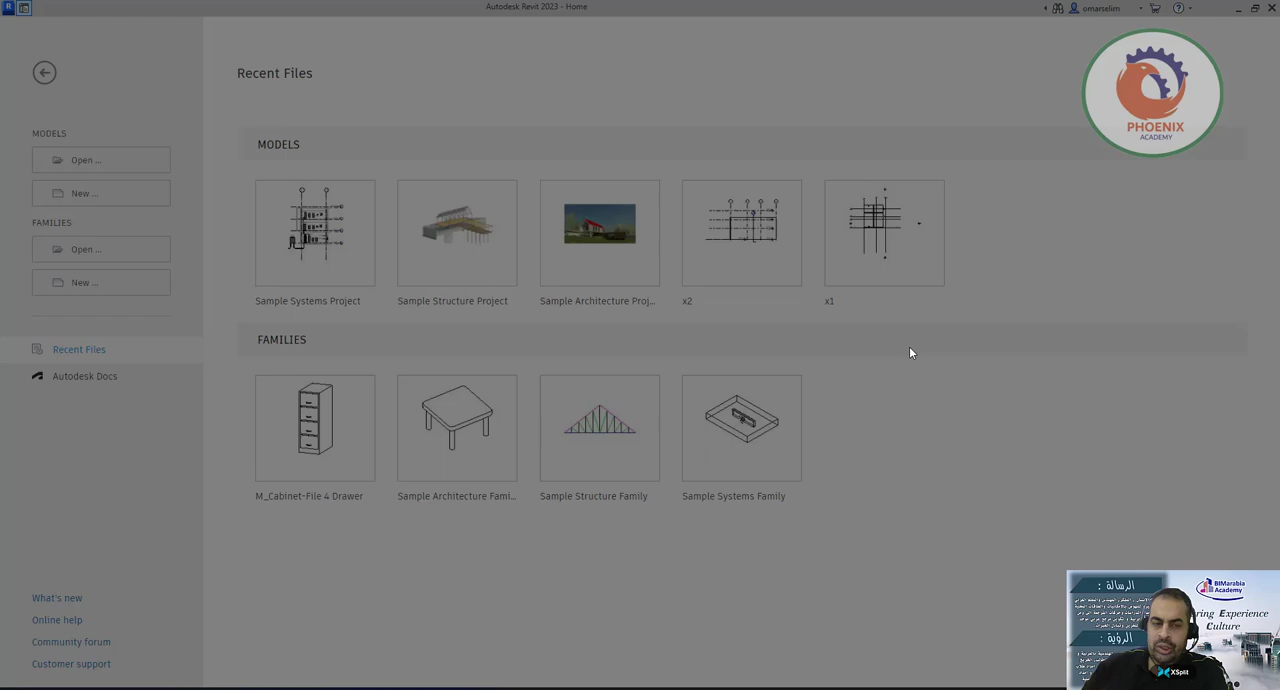 Autodesk Revit 2023 - Home
omarselim
Recent Files
PHOENIX
ACADEMY
MODELS
Open ...
New ...
FAMILIES
Open ...
New ...
Recent Files
Autodesk Docs
What's new
Online help
Community forum
Customer support
MODELS
Sample Systems Project
Sample Structure Project
Sample Architecture Proj...
x2
x1
FAMILIES
M_Cabinet-File 4 Drawer
Sample Architecture Fami...
Sample Structure Family
Sample Systems Family
الرسالة :
BIMarabia
Academy
ring Experience
Culture
الرؤية :
XSplit